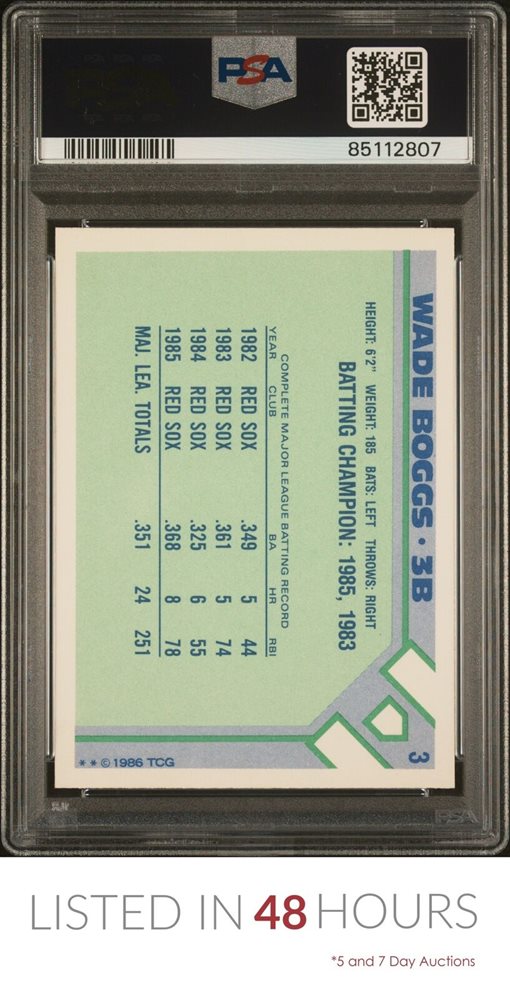 PSA
85112807
WADE BOGGS • 3B
3
HEIGHT: 6'2" WEIGHT: 185 BATS: LEFT THROWS: RIGHT
BATTING CHAMPION: 1985, 1983
COMPLETE MAJOR LEAGUE BATTING RECORD
YEAR CLUB BA HR RBI
1982 RED SOX .349 5 44
1983 RED SOX .361 5 74
1984 RED SOX .325 6 55
1985 RED SOX .368 8 78
MAJ. LEA. TOTALS .351 24 251
* * © 1986 TCG
PSA
LISTED IN 48 HOURS
*5 and 7 Day Auctions